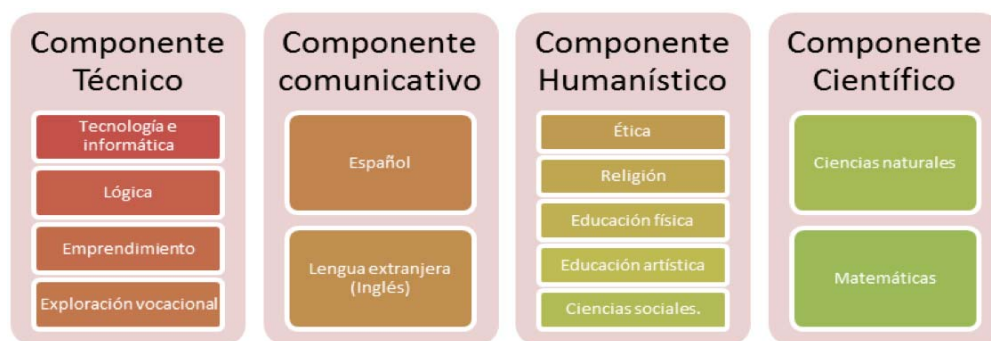 Componente
Técnico
Tecnología e
informática
Lógica
Emprendimiento
Exploración vocacional
Componente
comunicativo
Español
Lengua extranjera
(Inglés)
Componente
Humanístico
Ética
Religión
Educación física
Educación artística
Ciencias sociales.
Componente
Científico
Ciencias naturales
Matemáticas